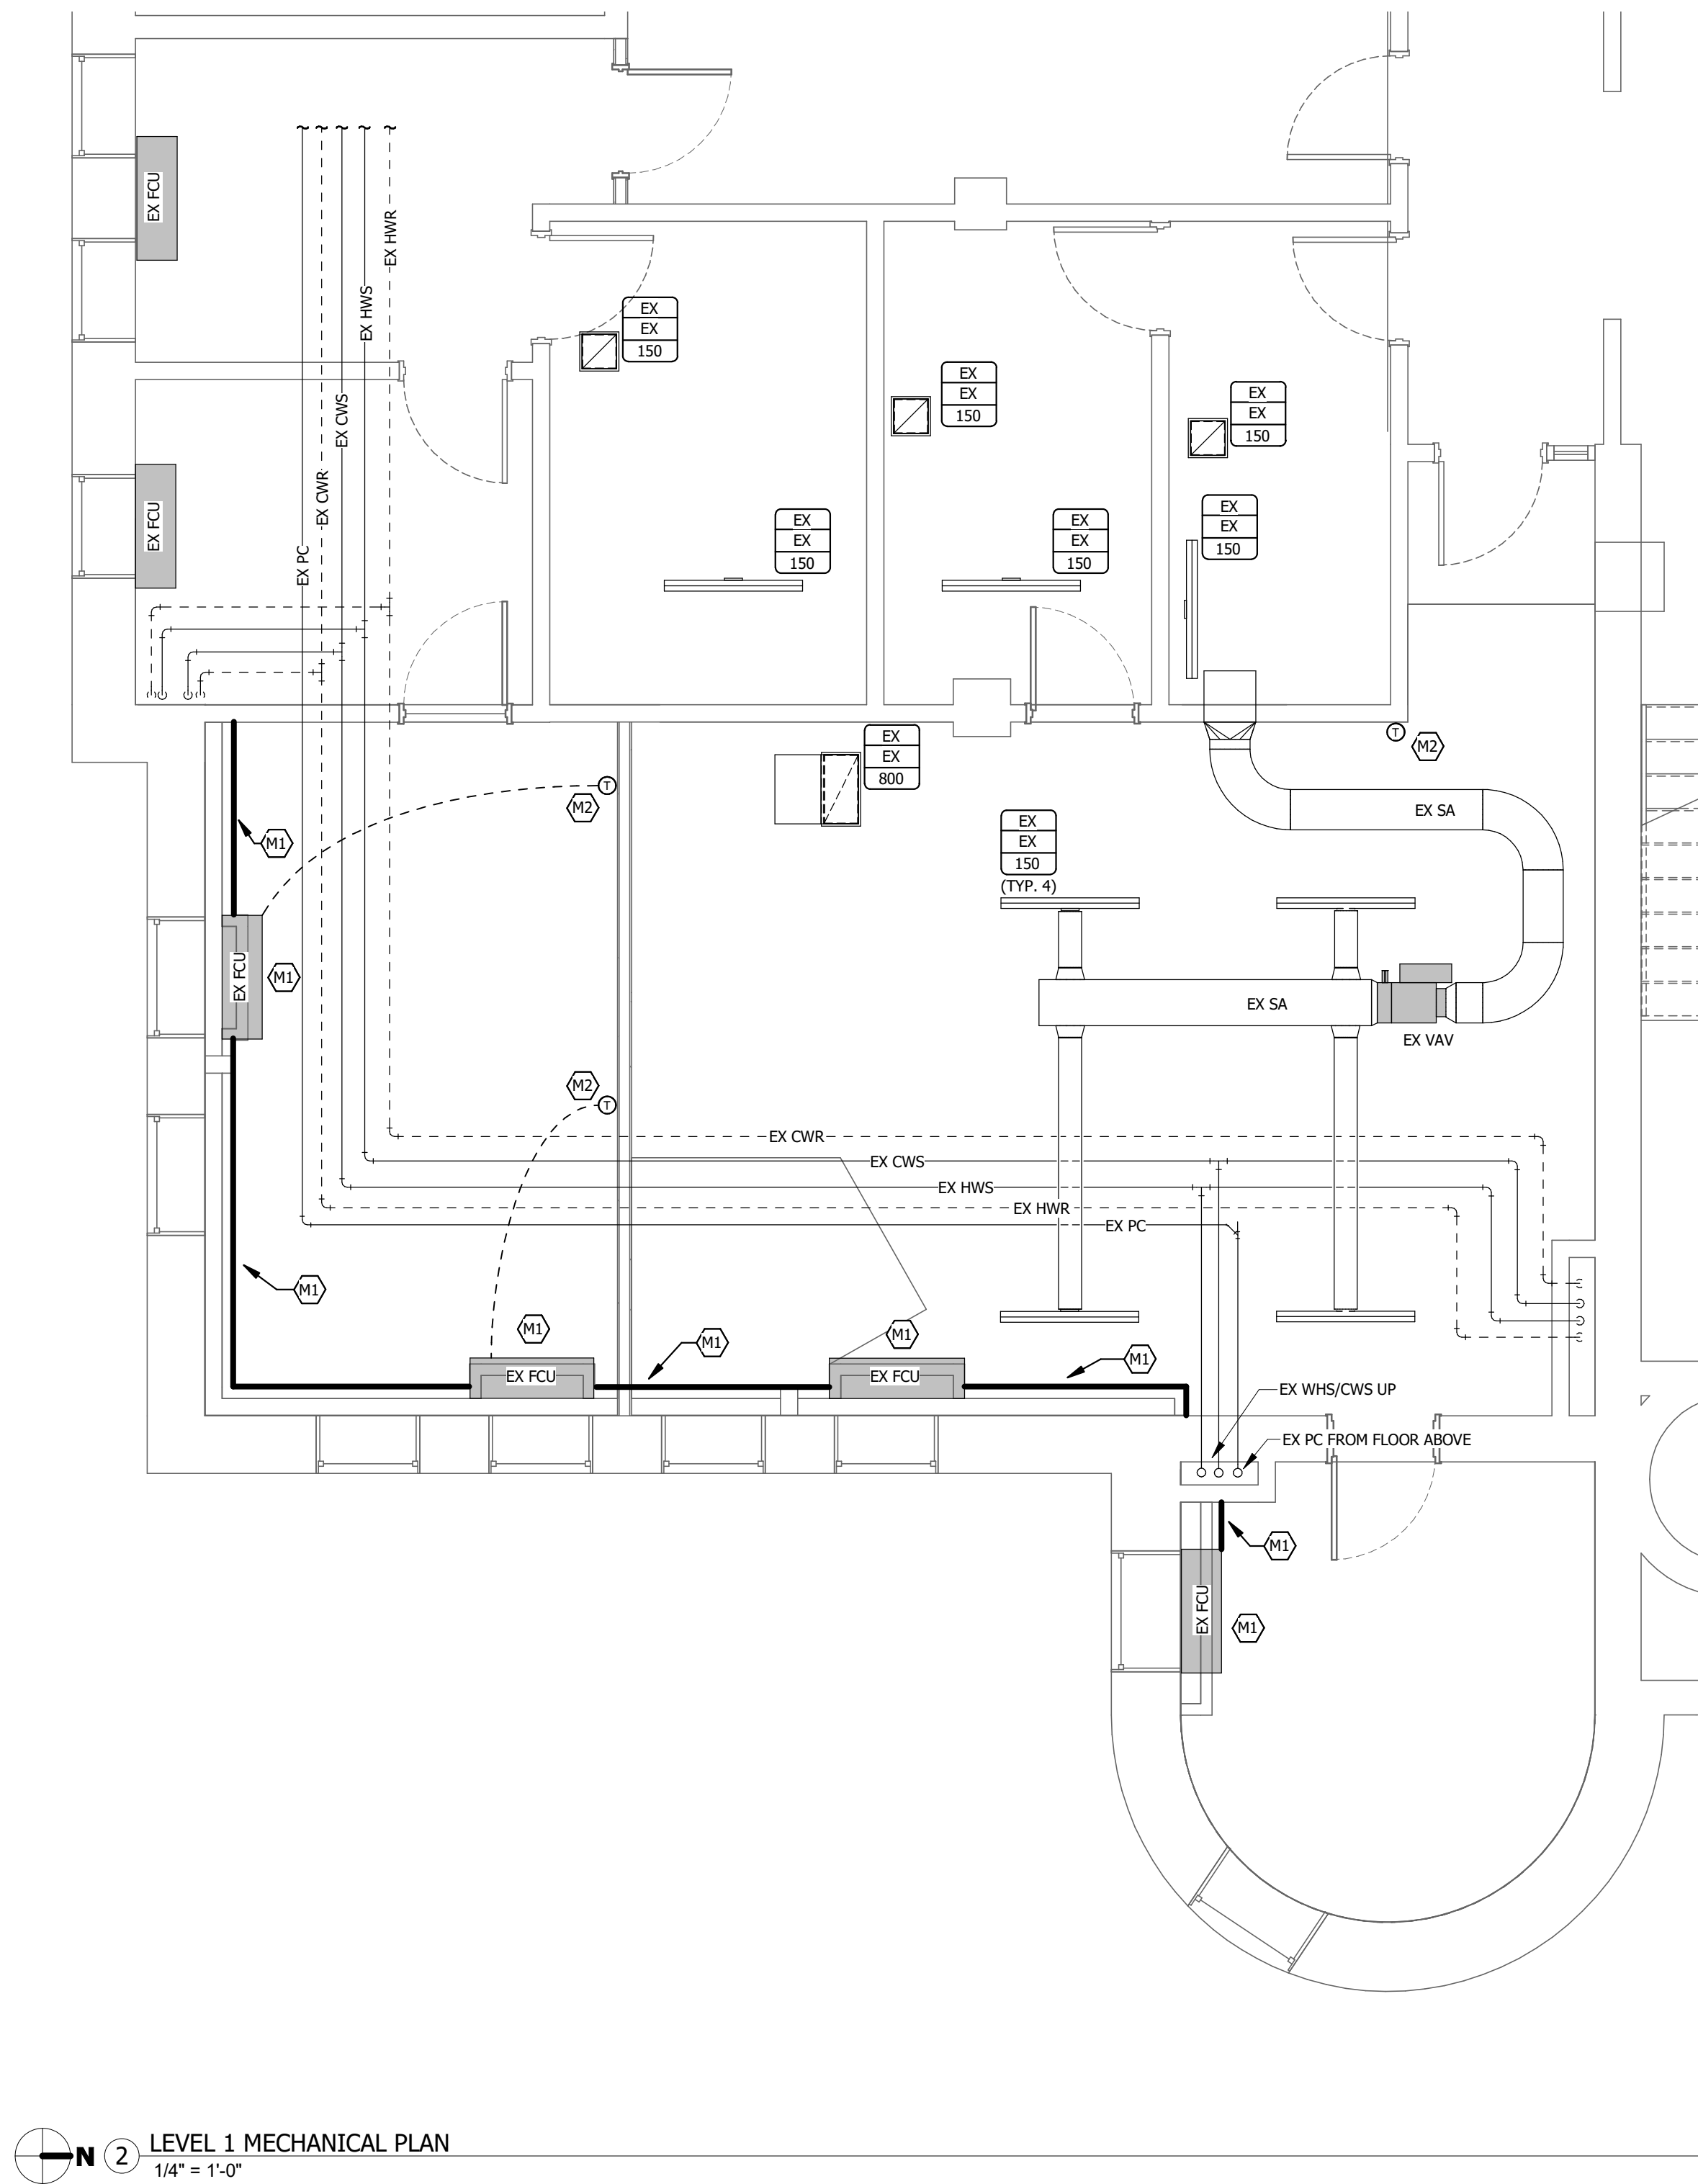 EX FCU
EX HWR
EX HWS
EX CWS
EX CWR
EX PC
EX FCU
EX
EX
150
EX
EX
150
EX
EX
150
EX
EX
150
EX
EX
150
EX
EX
150
EX
EX
800
T
M2
T
M2
M1
EX SA
EX
EX
150
(TYP. 4)
EX FCU
M1
EX SA
EX VAV
M2
T
EX CWR
EX CWS
EX HWS
EX HWR
EX PC
M1
M1
M1
M1
M1
EX FCU
EX FCU
EX WHS/CWS UP
EX PC FROM FLOOR ABOVE
M1
EX FCU
M1
N
2
LEVEL 1 MECHANICAL PLAN
1/4" = 1'-0"